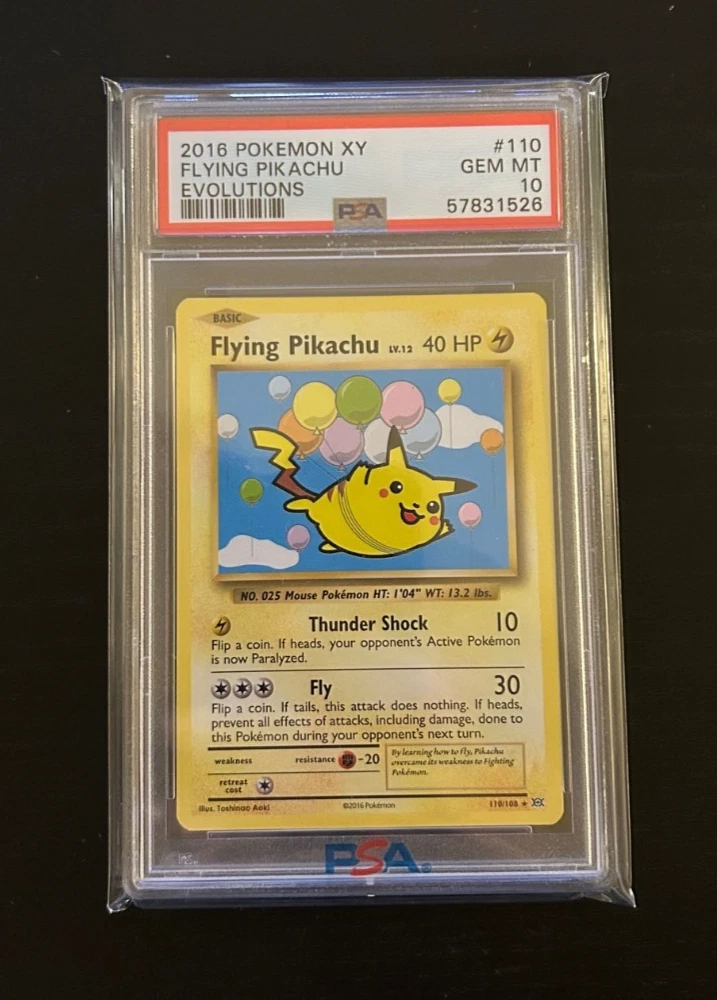 2016 POKEMON XY #110
FLYING PIKACHU GEM MT
EVOLUTIONS 10
PSA 57831526
BASIC
Flying Pikachu LV.12 40 HP
NO. 025 Mouse Pokémon HT: 1'04" WT: 13.2 lbs.
Thunder Shock 10
Flip a coin. If heads, your opponent's Active Pokémon
is now Paralyzed.
Fly 30
Flip a coin. If tails, this attack does nothing. If heads,
prevent all effects of attacks, including damage, done to
this Pokémon during your opponent's next turn.
weakness resistance -20
retreat
cost
By learning how to fly, Pikachu
overcame its weakness to Fighting
Pokémon.
Illus. Toshinao Aoki ©2016 Pokémon 110/108 ★
PSA®